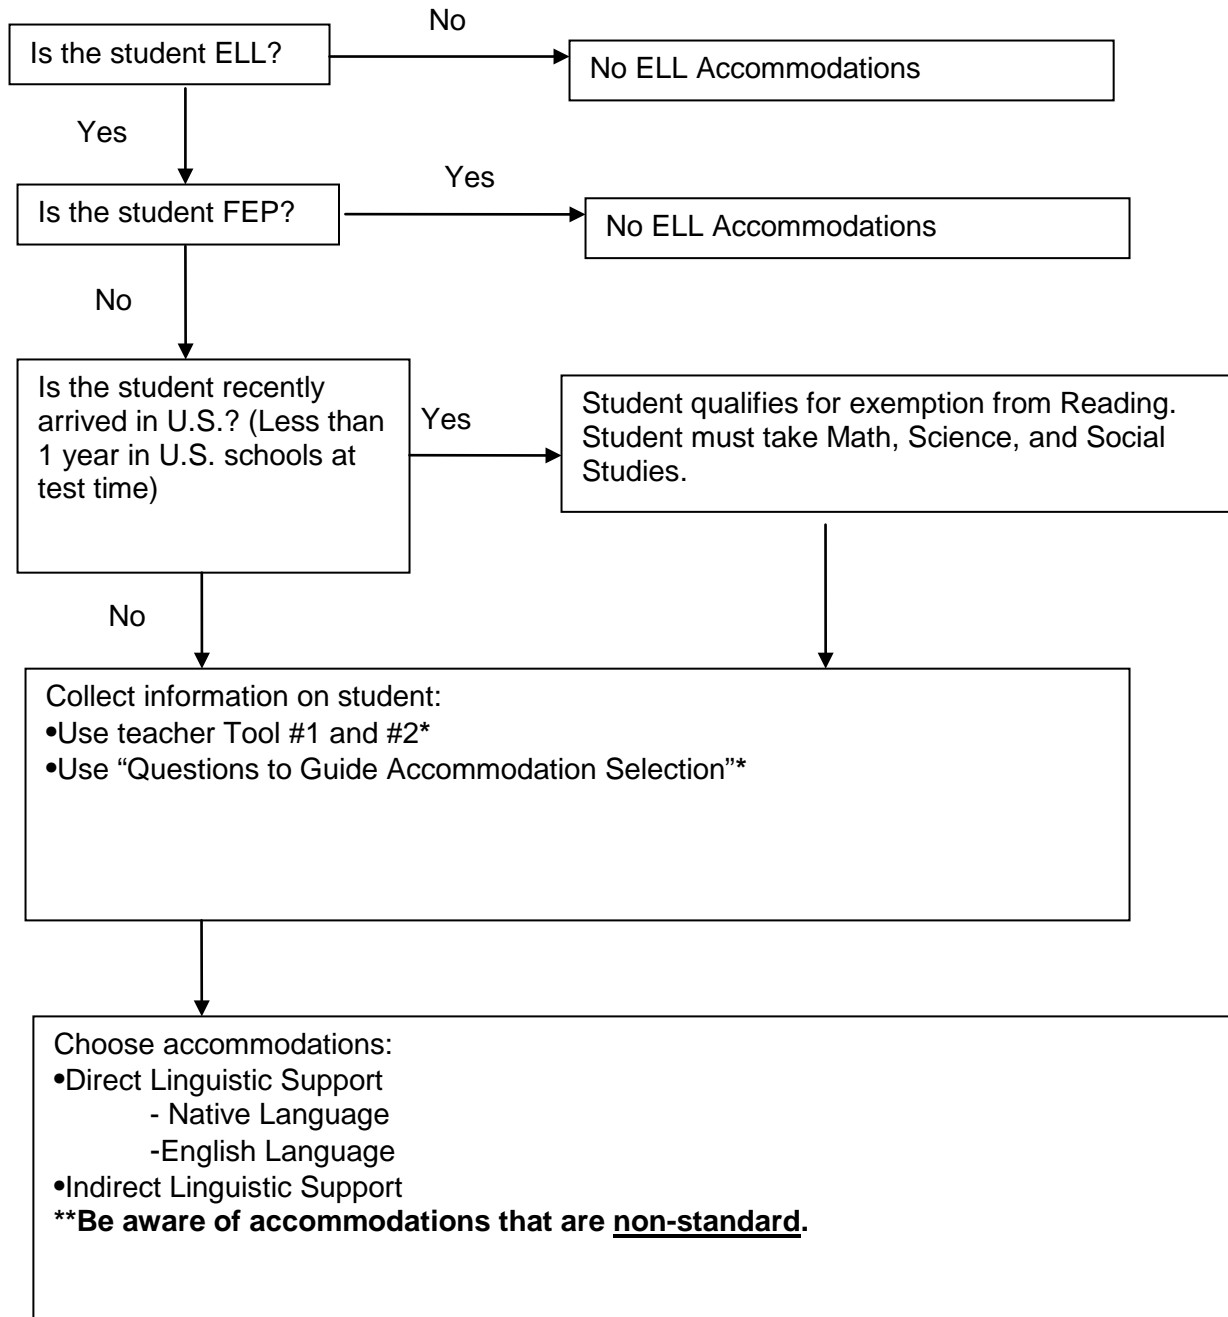 No
Is the student ELL?
No ELL Accommodations
Yes
Yes
Is the student FEP?
No ELL Accommodations
No
Is the student recently
arrived in U.S.? (Less than
1 year in U.S. schools at
test time)
Yes
Student qualifies for exemption from Reading.
Student must take Math, Science, and Social
Studies.
No
Collect information on student:
•Use teacher Tool #1 and #2*
•Use “Questions to Guide Accommodation Selection”*
Choose accommodations:
•Direct Linguistic Support
- Native Language
-English Language
•Indirect Linguistic Support
**Be aware of accommodations that are non-standard.